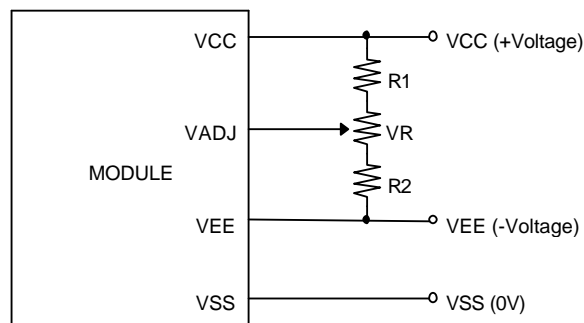 VCC
VCC (+Voltage)
R1
VADJ
VR
MODULE
R2
VEE
VEE (-Voltage)
VSS
VSS (0V)